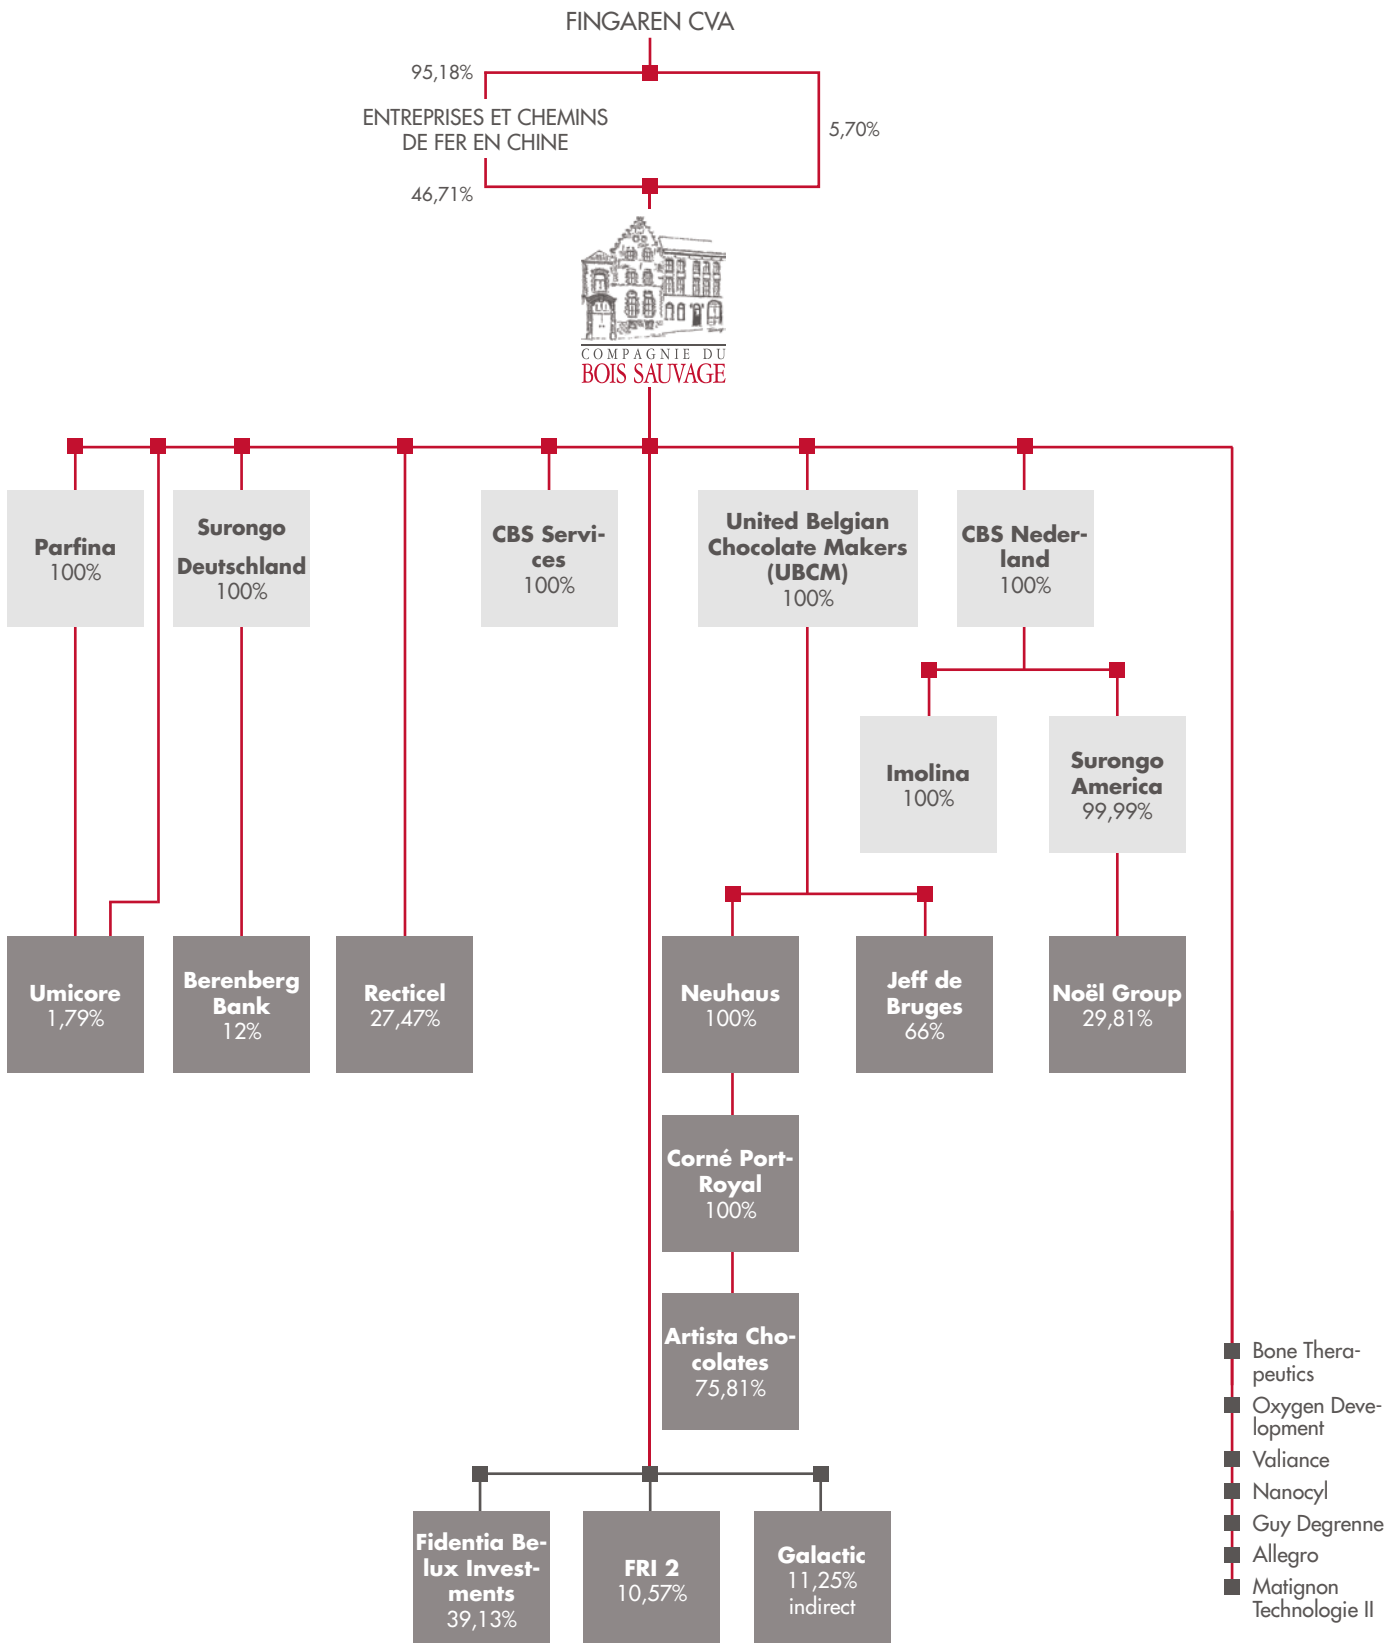 FINGAREN CVA
95,18%
ENTREPRISES ET CHEMINS
DE FER EN CHINE
5,70%
46,71%
COMPAGNIE DU
BOIS SAUVAGE
Parfina
100%
Surongo
Deutschland
100%
CBS Servi-
ces
100%
United Belgian
Chocolate Makers
(UBCM)
100%
CBS Neder-
land
100%
Imolina
100%
Surongo
America
99,99%
Umicore
1,79%
Berenberg
Bank
12%
Recticel
27,47%
Neuhaus
100%
Jeff de
Bruges
66%
Noël Group
29,81%
Corné Port-
Royal
100%
Artista Cho-
colates
75,81%
Fidentia Be-
lux Invest-
ments
39,13%
FRI 2
10,57%
Galactic
11,25%
indirect
Bone Thera-
peutics
Oxygen Deve-
lopment
Valiance
Nanocyl
Guy Degrenne
Allegro
Matignon
Technologie II